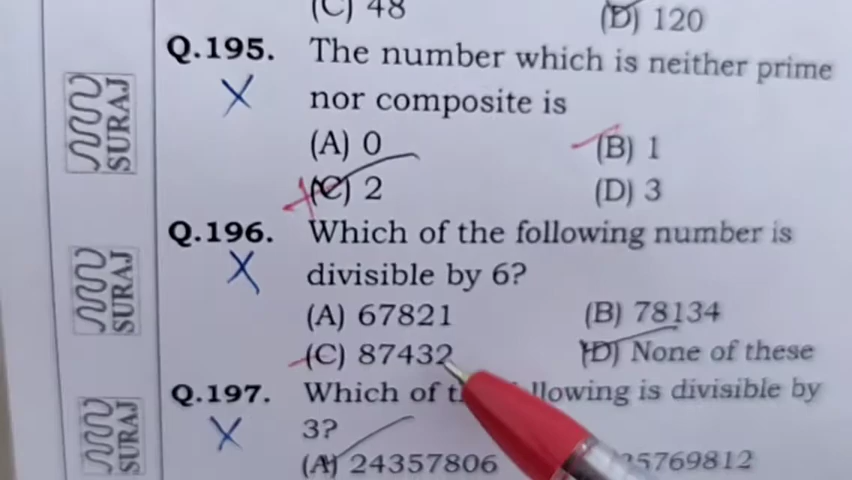 (C) 48 (D) 120
Q.195. The number which is neither prime
nor composite is
(A) 0 (B) 1
(C) 2 (D) 3
Q.196. Which of the following number is
divisible by 6?
(A) 67821 (B) 78134
(C) 87432 (D) None of these
Q.197. Which of llowing is divisible by
3?
(A) 24357806 5769812
SURAJ
SURAJ
SURAJ